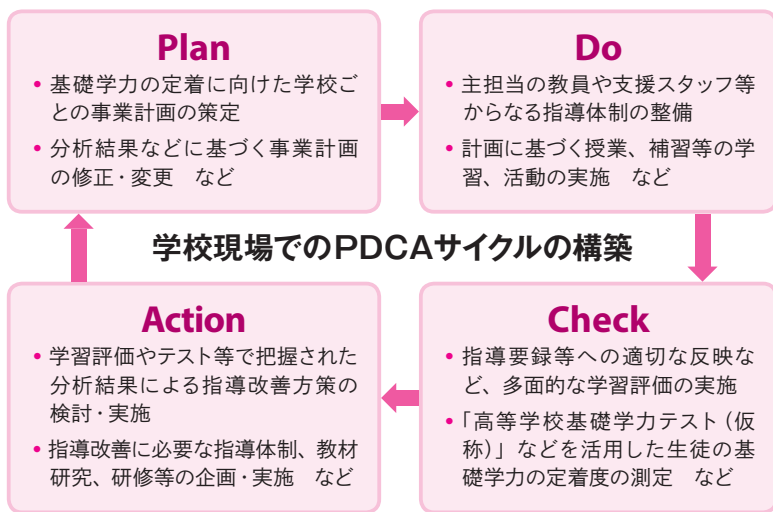 Plan
• 基礎学力の定着に向けた学校ご
との事業計画の策定
• 分析結果などに基づく事業計画
の修正・変更　など
Do
• 主担当の教員や支援スタッフ等
からなる指導体制の整備
• 計画に基づく授業、補習等の学
習、活動の実施　など
学校現場でのPDCAサイクルの構築
Action
• 学習評価やテスト等で把握された
分析結果による指導改善方策の
検討・実施
• 指導改善に必要な指導体制、教材
研究、研修等の企画・実施　など
Check
• 指導要録等への適切な反映な
ど、多面的な学習評価の実施
• 「高等学校基礎学力テスト（仮
称）」などを活用した生徒の基
礎学力の定着度の測定　など